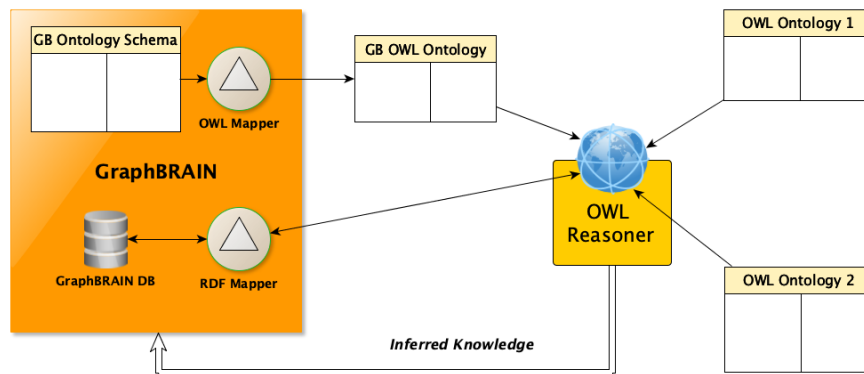 GB Ontology Schema
OWL Mapper
GB OWL Ontology
OWL Ontology 1
GraphBRAIN
OWL
Reasoner
GraphBRAIN DB
RDF Mapper
OWL Ontology 2
Inferred Knowledge